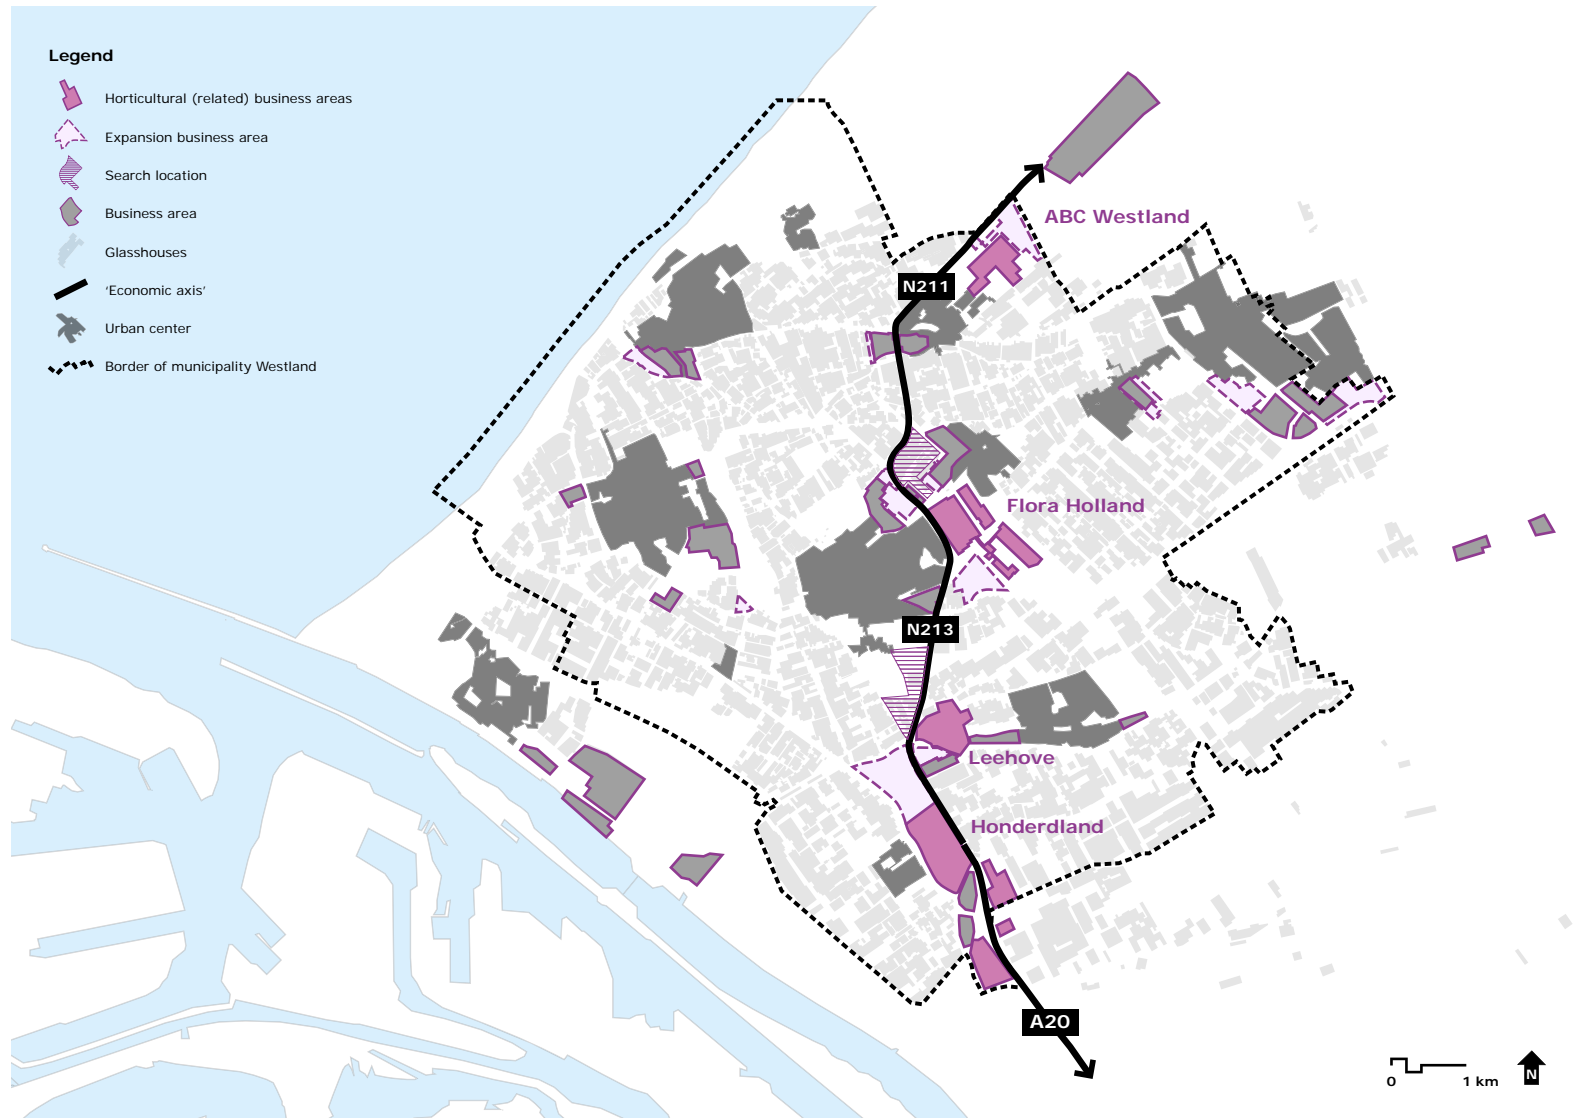 Legend
Horticultural (related) business areas
Expansion business area
Search location
Business area
Glasshouses
‘Economic axis’
Urban center
Border of municipality Westland
ABC Westland
N211
Flora Holland
N213
Leehove
Honderdland
A20
0 1 km
N